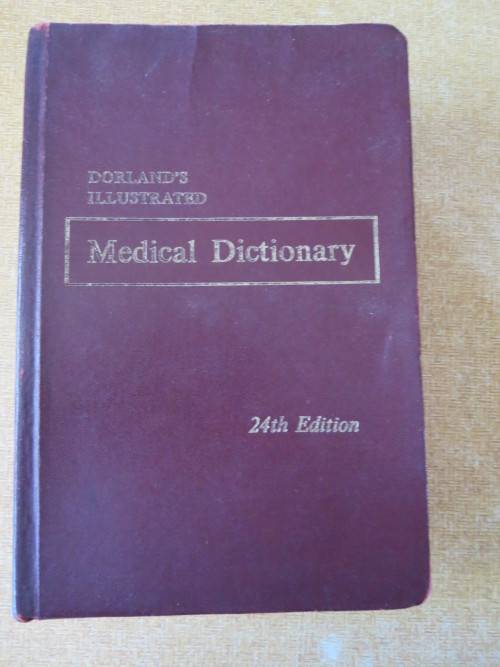 DORLAND'S
ILLUSTRATED
Medical Dictionary
24th Edition